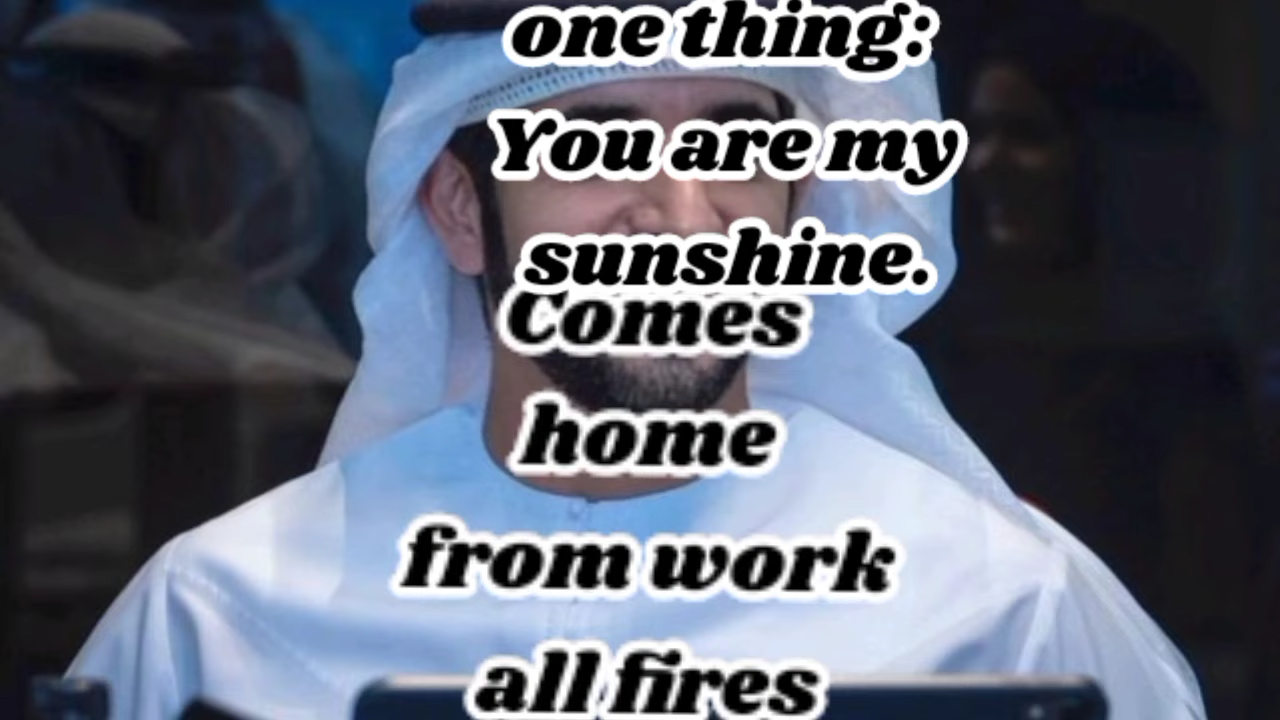 one thing:
You are my
sunshine.
Comes
home
from work
all fires